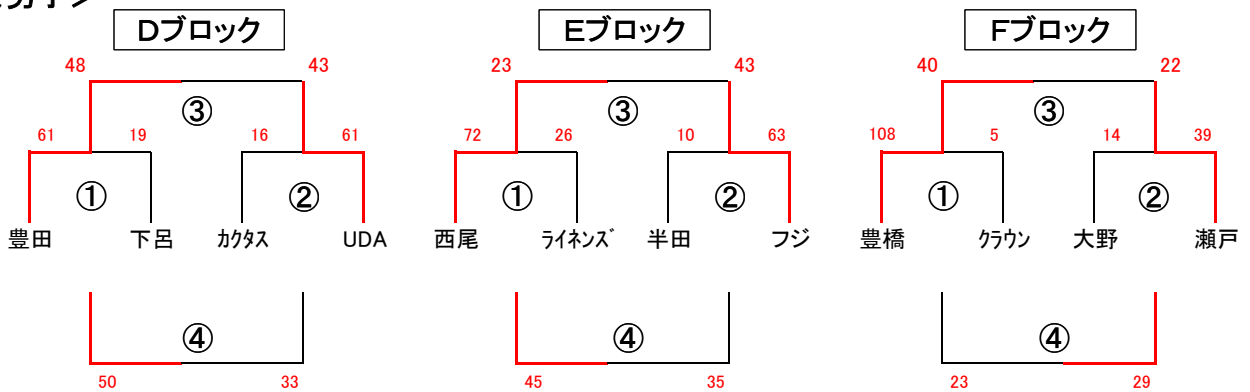 Dブロック Eブロック Fブロック
48 43 23 43 40 22
③ ③ ③
61 19 16 61 72 26 10 63 108 5 14 39
① ② ① ② ① ②
豊田 下呂 ｶｸﾀｽ UDA 西尾 ﾗｲﾈﾝｽﾞ 半田 フジ 豊橋 ｸﾗｳﾝ 大野 瀬戸
④ ④ ④
50 33 45 35 23 29